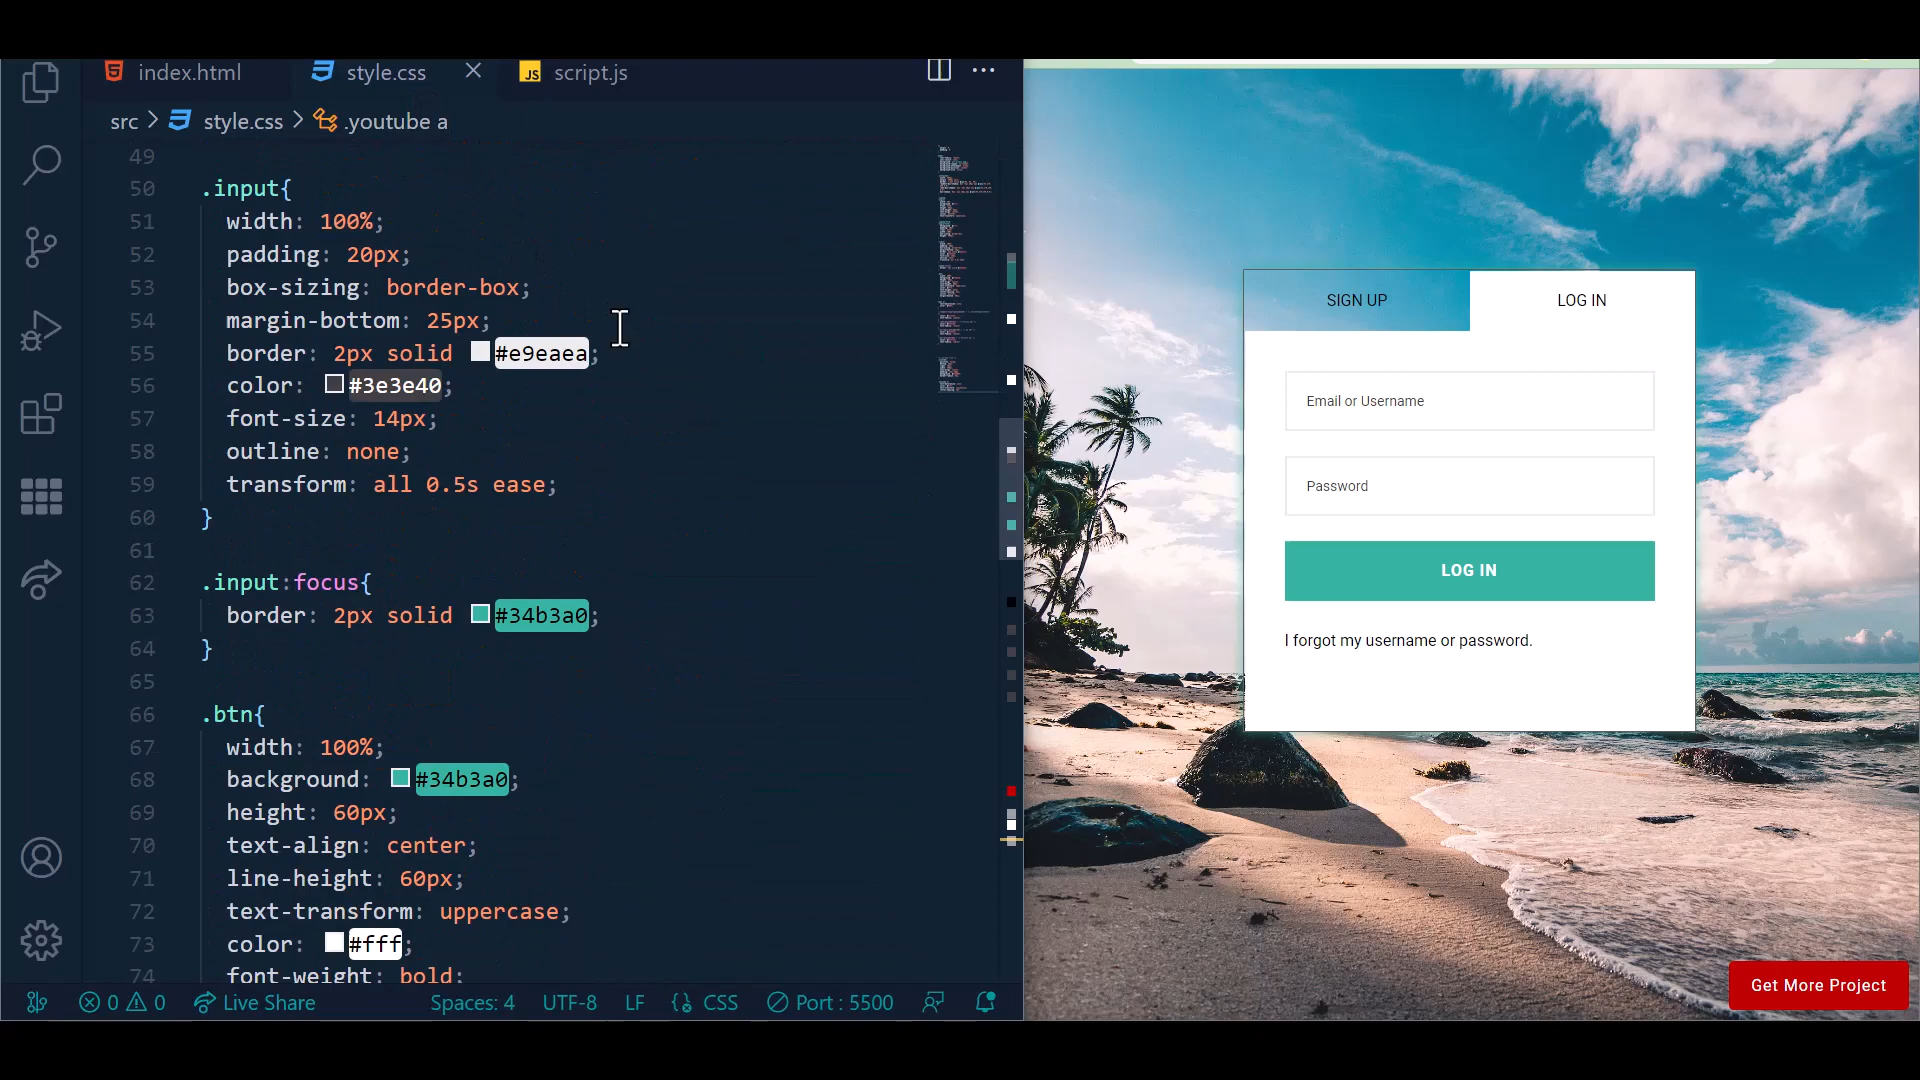 index.html
style.css
JS script.js
src > style.css > .youtube a
49
50 .input{
51 width: 100%;
52 padding: 20px;
53 box-sizing: border-box;
54 margin-bottom: 25px;
55 border: 2px solid #e9eaea;
56 color: #3e3e40;
57 font-size: 14px;
58 outline: none;
59 transform: all 0.5s ease;
60 }
61
62 .input:focus{
63 border: 2px solid #34b3a0;
64 }
65
66 .btn{
67 width: 100%;
68 background: #34b3a0;
69 height: 60px;
70 text-align: center;
71 line-height: 60px;
72 text-transform: uppercase;
73 color: #fff;
74 font-weight: bold;
0 0 Live Share Spaces: 4 UTF-8 LF {} CSS Port : 5500
SIGN UP
LOG IN
Email or Username
Password
LOG IN
I forgot my username or password.
Get More Project